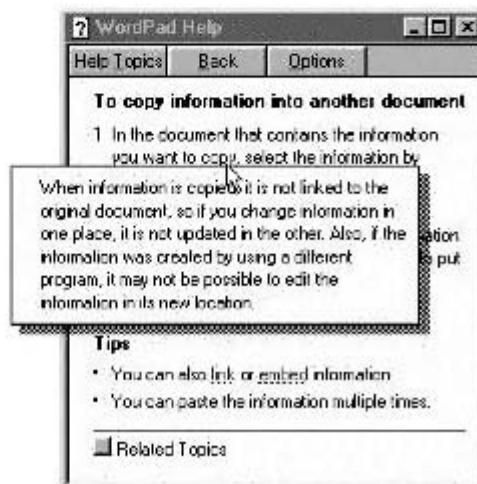 ? WordPad Help
Help Topics Back Options
To copy information into another document
1 In the document that contains the information
you want to copy, select the information by
When information is copied, it is not linked to the
original document, so if you change information in
one place, it is not updated in the other. Also, if the
information was created by using a different
program, it may not be possible to edit the
information in its new location.
ation
put
Tips
• You can also link or embed information
• You can paste the information multiple times.
Related Topics